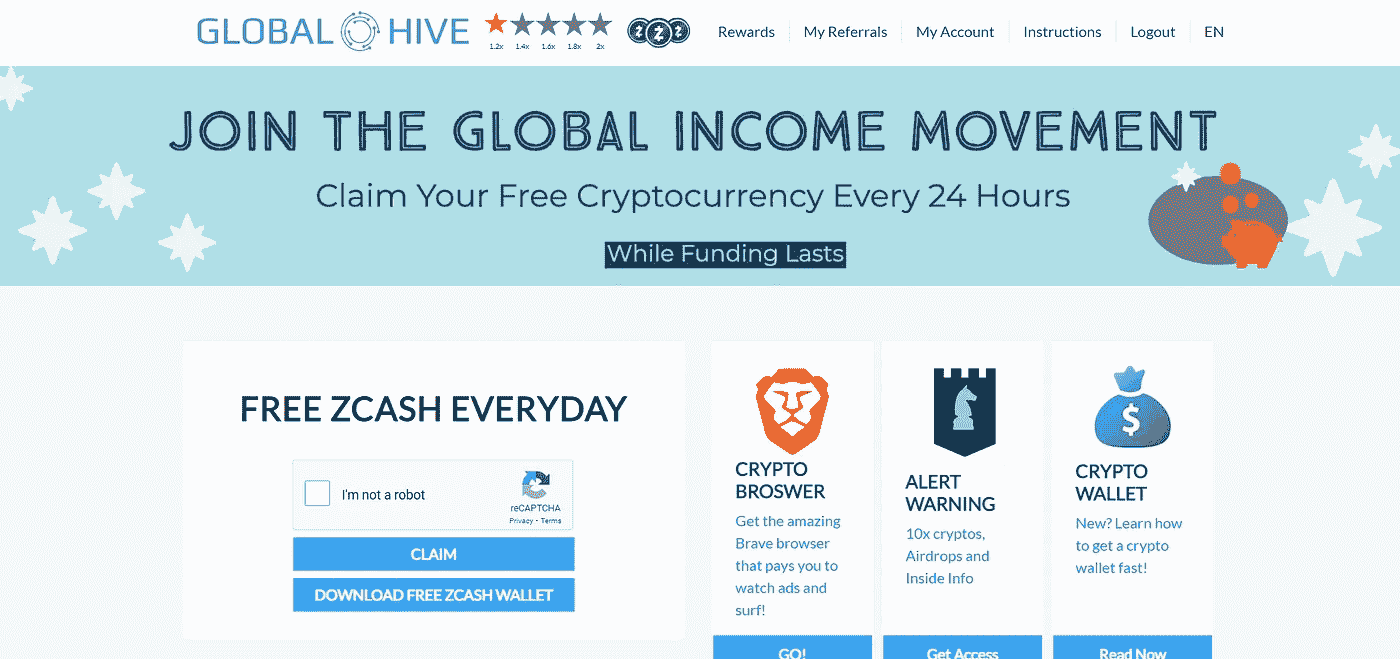 GLOBAL HIVE
1.2x 1.4x 1.6x 1.8x 2x
Rewards
My Referrals
My Account
Instructions
Logout
EN
JOIN THE GLOBAL INCOME MOVEMENT
Claim Your Free Cryptocurrency Every 24 Hours
While Funding Lasts
FREE ZCASH EVERYDAY
I'm not a robot
reCAPTCHA
Privacy - Terms
CLAIM
DOWNLOAD FREE ZCASH WALLET
CRYPTO
BROSWER
Get the amazing
Brave browser
that pays you to
watch ads and
surf!
GO!
ALERT
WARNING
10x cryptos,
Airdrops and
Inside Info
Get Access
CRYPTO
WALLET
New? Learn how
to get a crypto
wallet fast!
Read Now